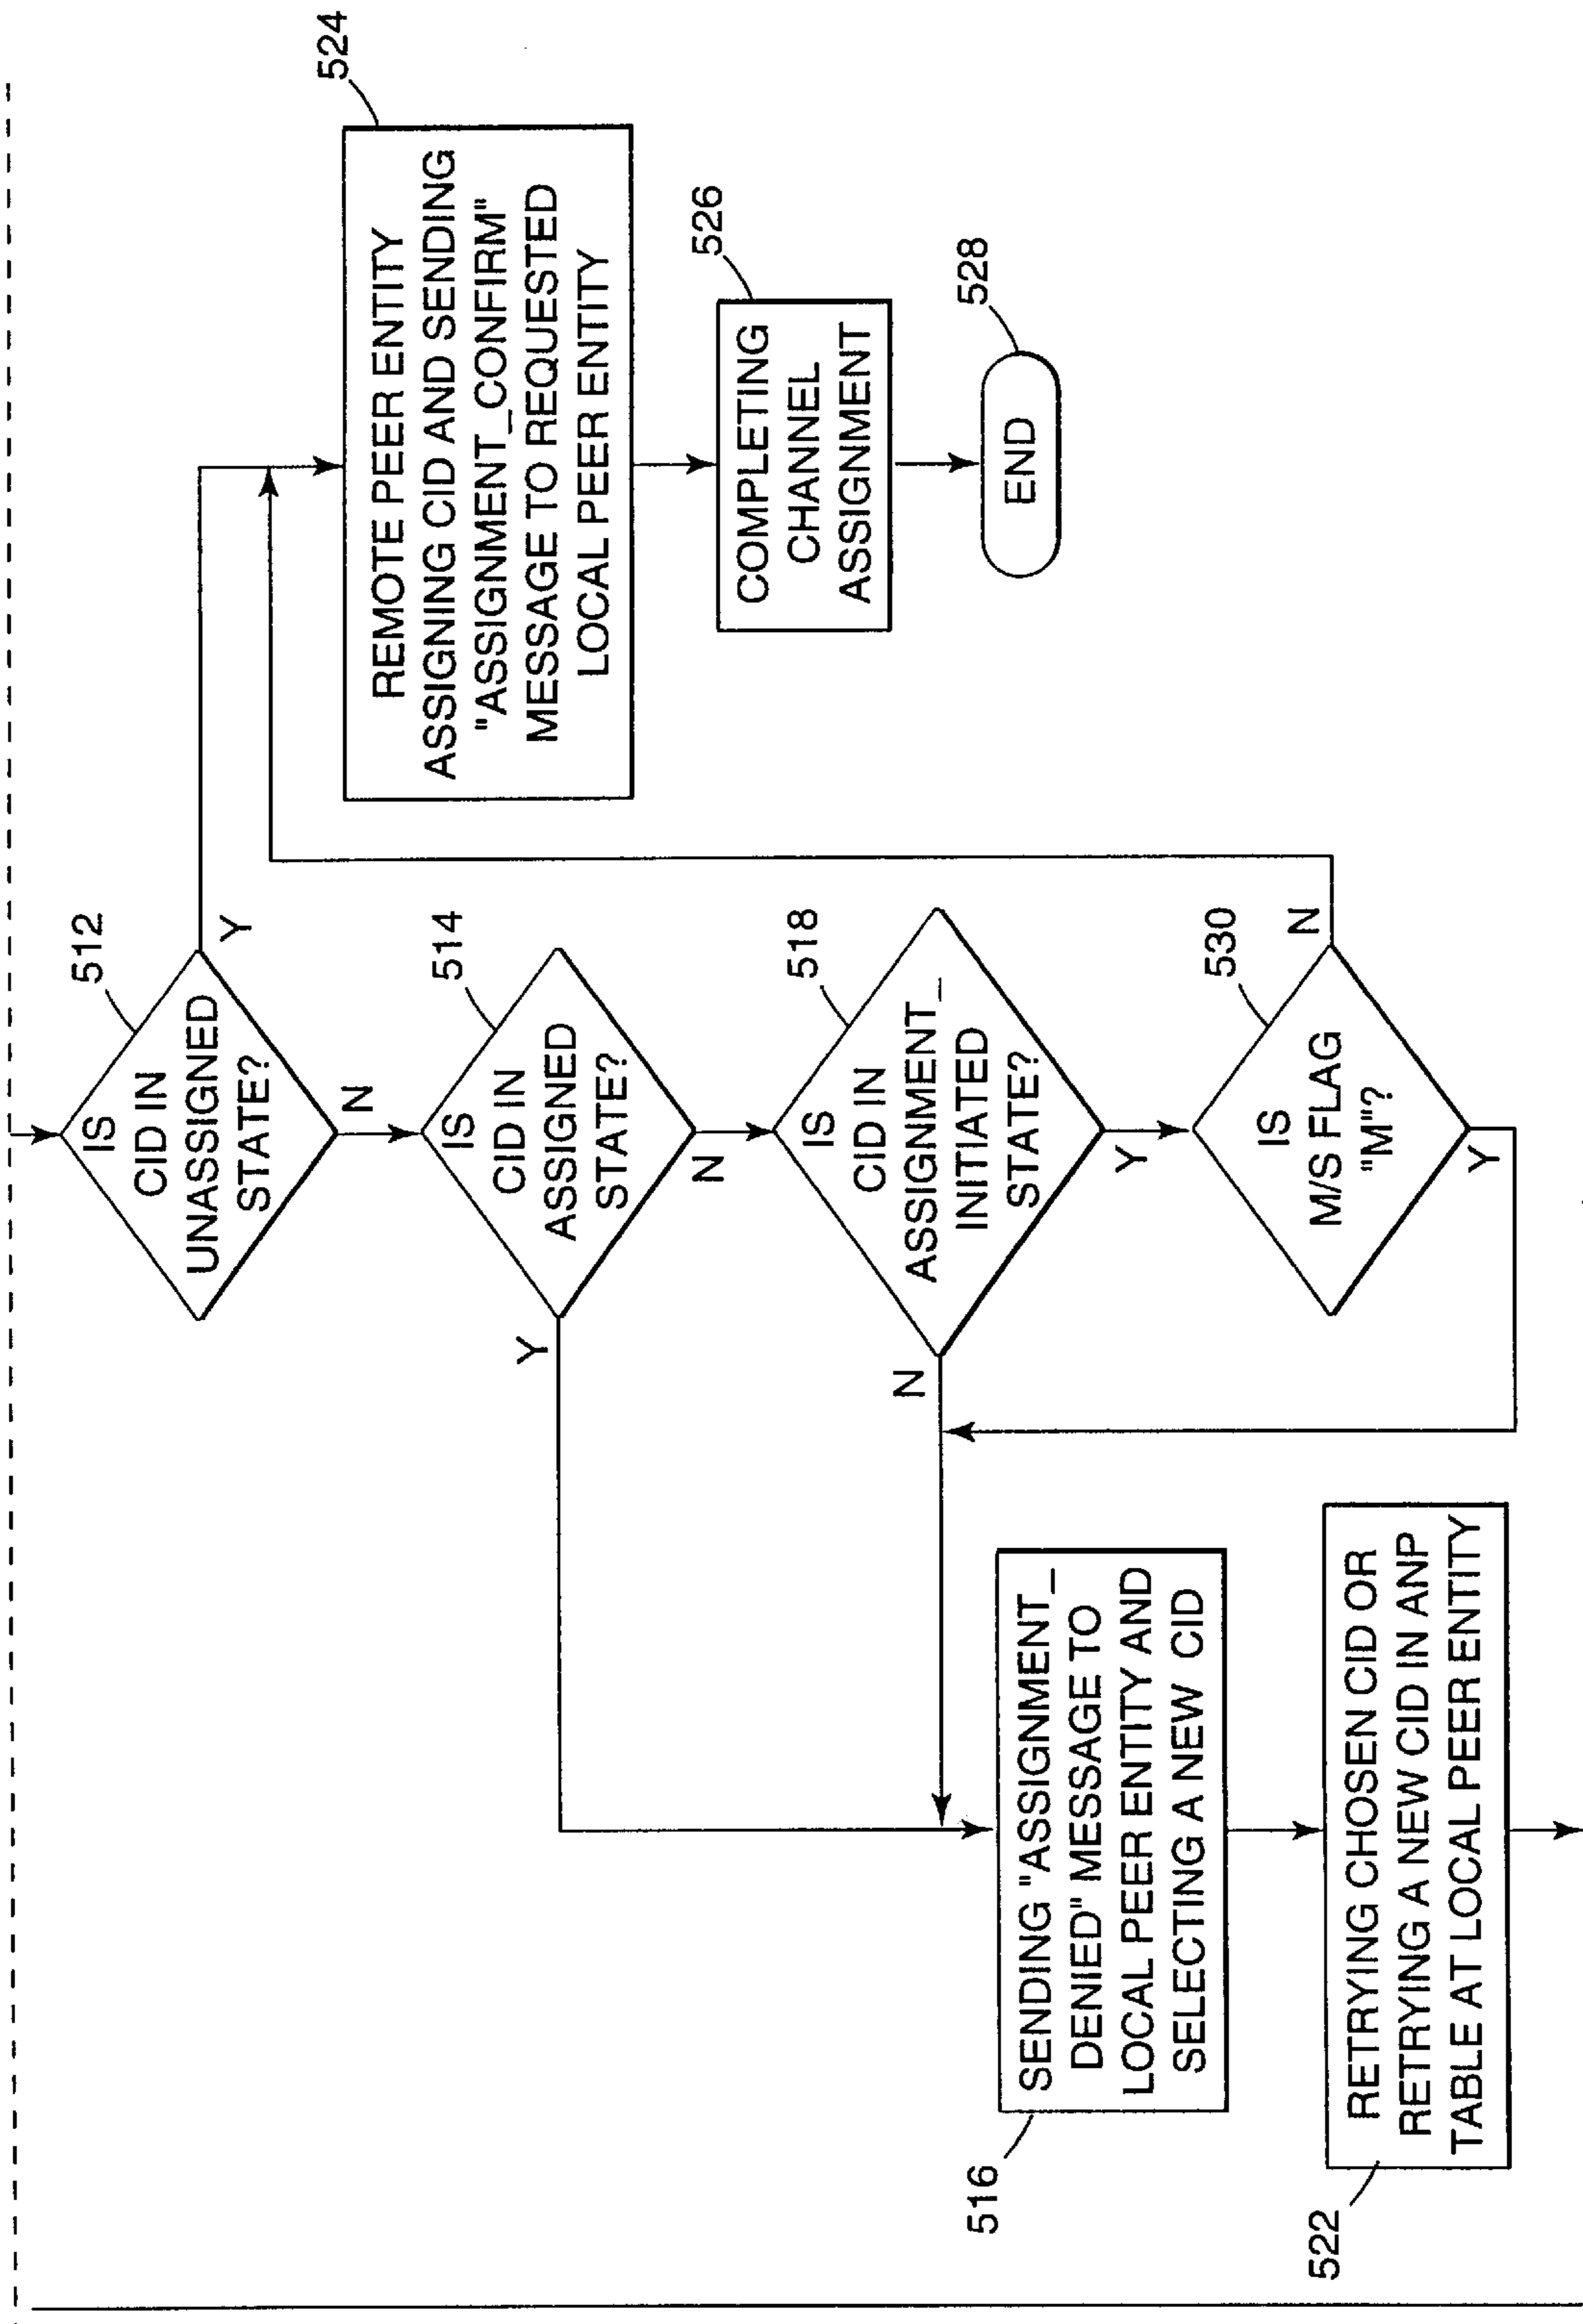 512
IS
CID IN
UNASSIGNED
STATE?
Y
N
524
REMOTE PEER ENTITY
ASSIGNING CID AND SENDING
"ASSIGNMENT_CONFIRM"
MESSAGE TO REQUESTED
LOCAL PEER ENTITY
514
IS
CID IN
ASSIGNED
STATE?
Y
N
526
COMPLETING
CHANNEL
ASSIGNMENT
518
IS
CID IN
ASSIGNMENT_
INITIATED
STATE?
N
Y
528
END
530
IS
M/S FLAG
"M"?
N
Y
516
SENDING "ASSIGNMENT_
DENIED" MESSAGE TO
LOCAL PEER ENTITY AND
SELECTING A NEW CID
522
RETRYING CHOSEN CID OR
RETRYING A NEW CID IN ANP
TABLE AT LOCAL PEER ENTITY